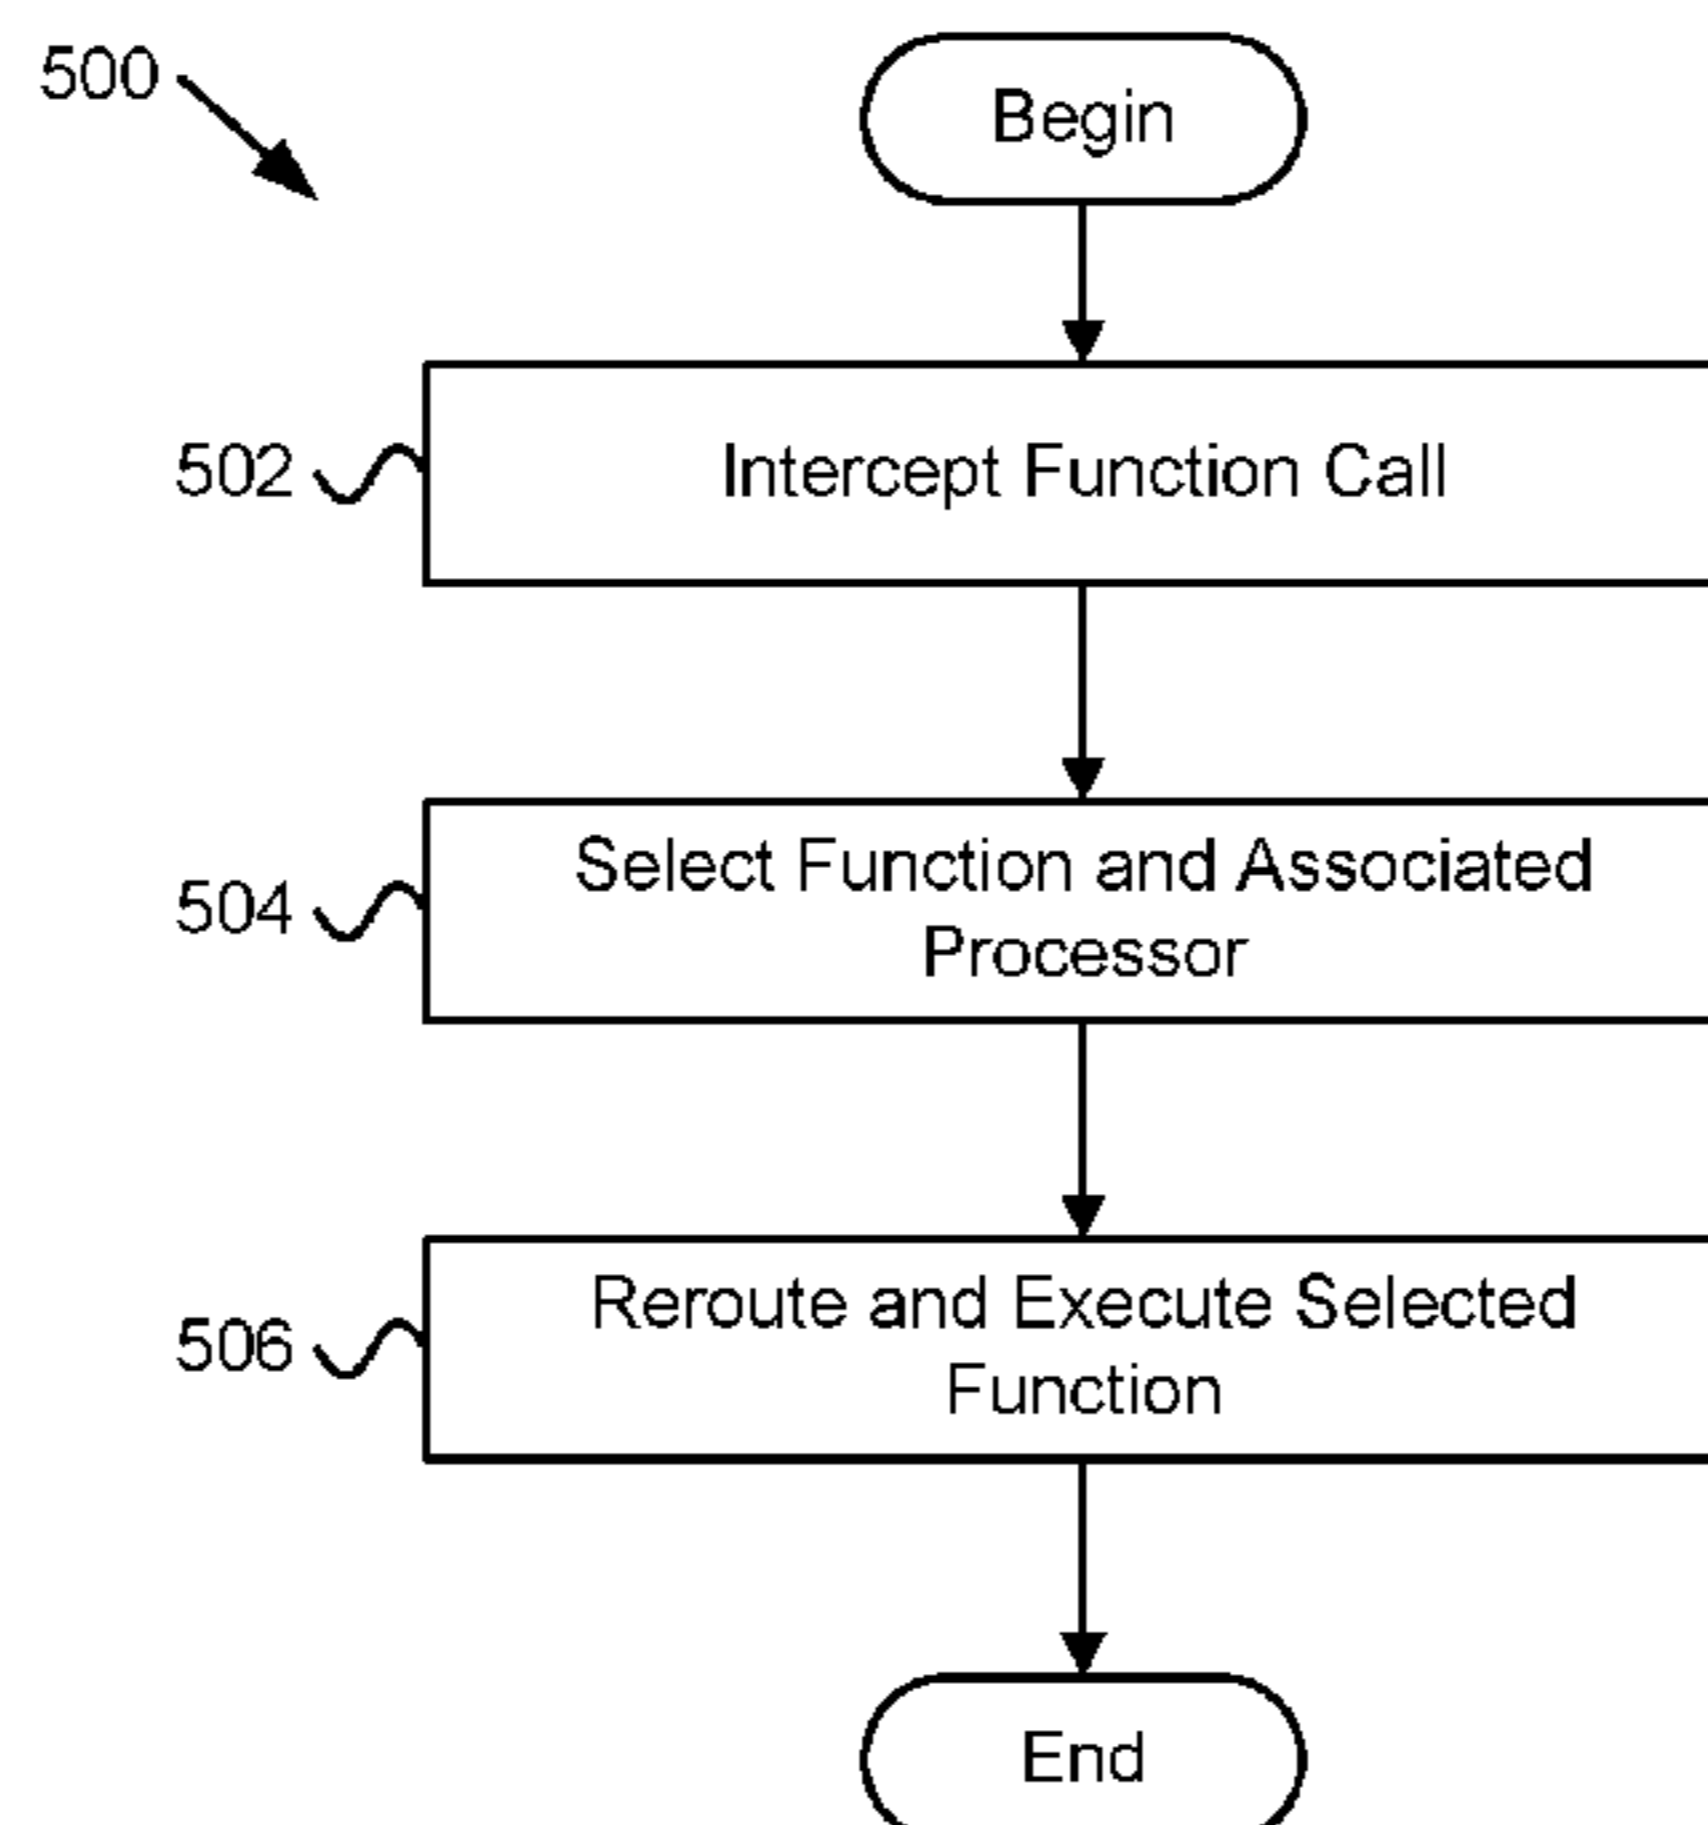 500
Begin
502
Intercept Function Call
504
Select Function and Associated
Processor
506
Reroute and Execute Selected
Function
End